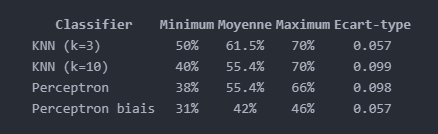 Classifier Minimum Moyenne Maximum Ecart-type
KNN (k=3) 50% 61.5% 70% 0.057
KNN (k=10) 40% 55.4% 70% 0.099
Perceptron 38% 55.4% 66% 0.098
Perceptron biais 31% 42% 46% 0.057